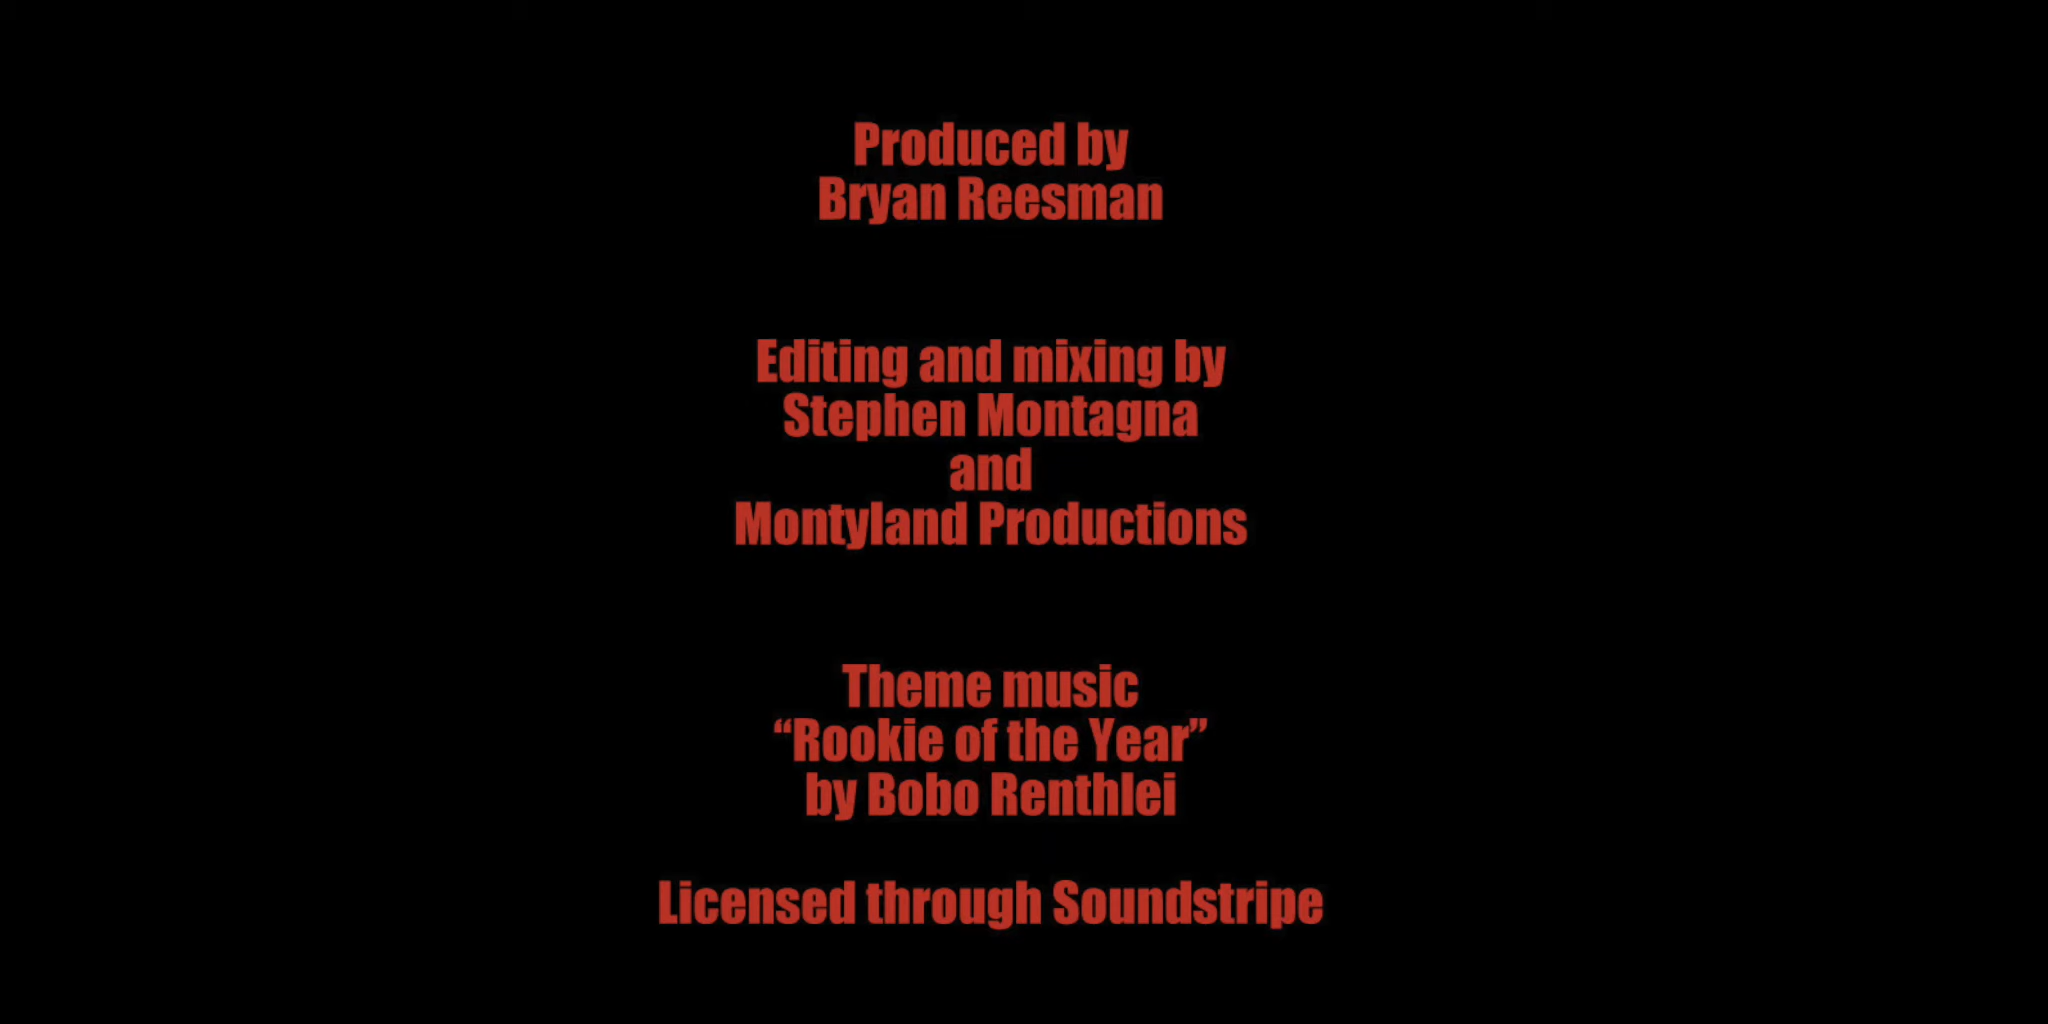 Produced by
Bryan Reesman
Editing and mixing by
Stephen Montagna
and
Montyland Productions
Theme music
“Rookie of the Year”
by Bobo Renthlei
Licensed through Soundstripe